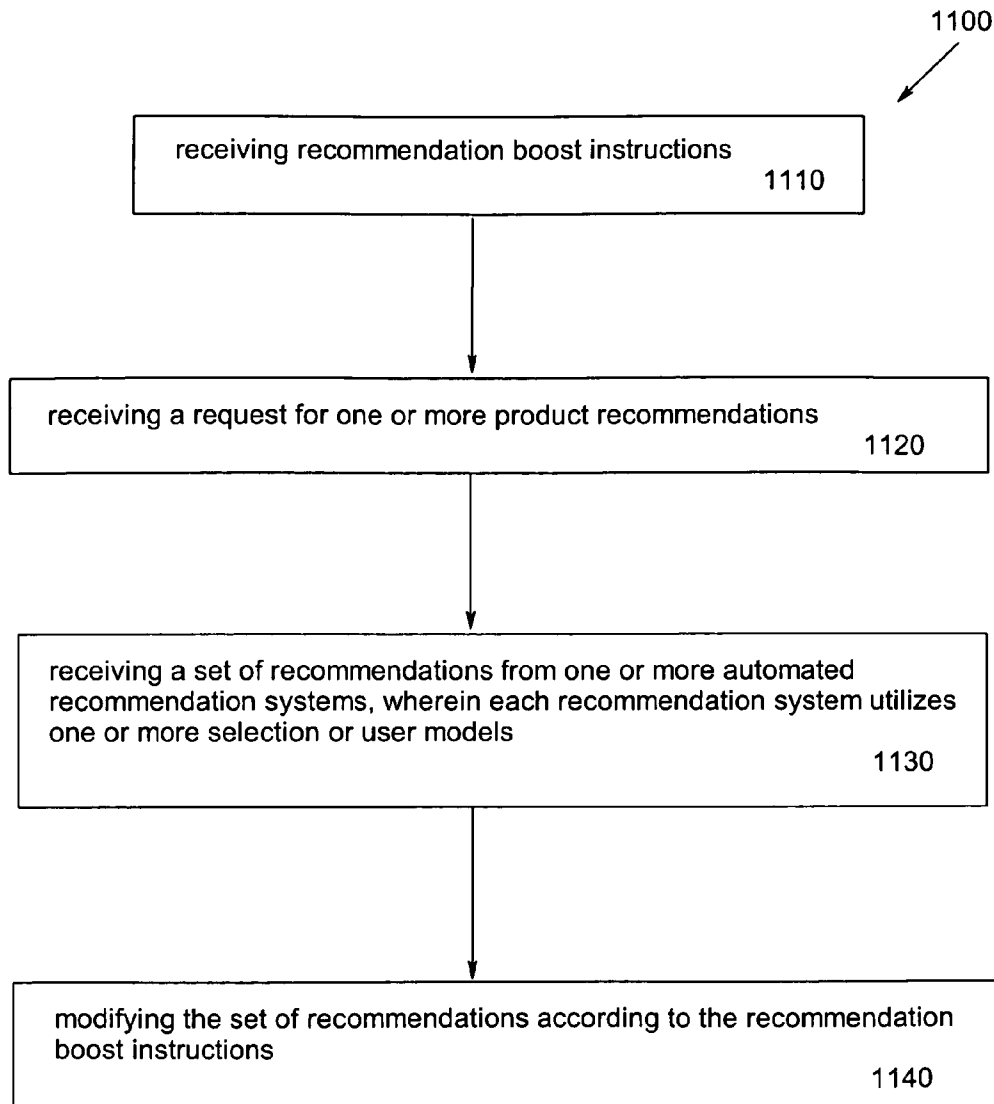 1100
receiving recommendation boost instructions
1110
receiving a request for one or more product recommendations
1120
receiving a set of recommendations from one or more automated
recommendation systems, wherein each recommendation system utilizes
one or more selection or user models
1130
modifying the set of recommendations according to the recommendation
boost instructions
1140